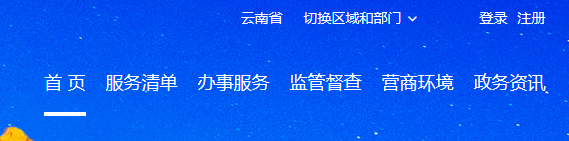 云南省 切换区域和部门 登录 注册
首 页 服务清单 办事服务 监管督查 营商环境 政务资讯